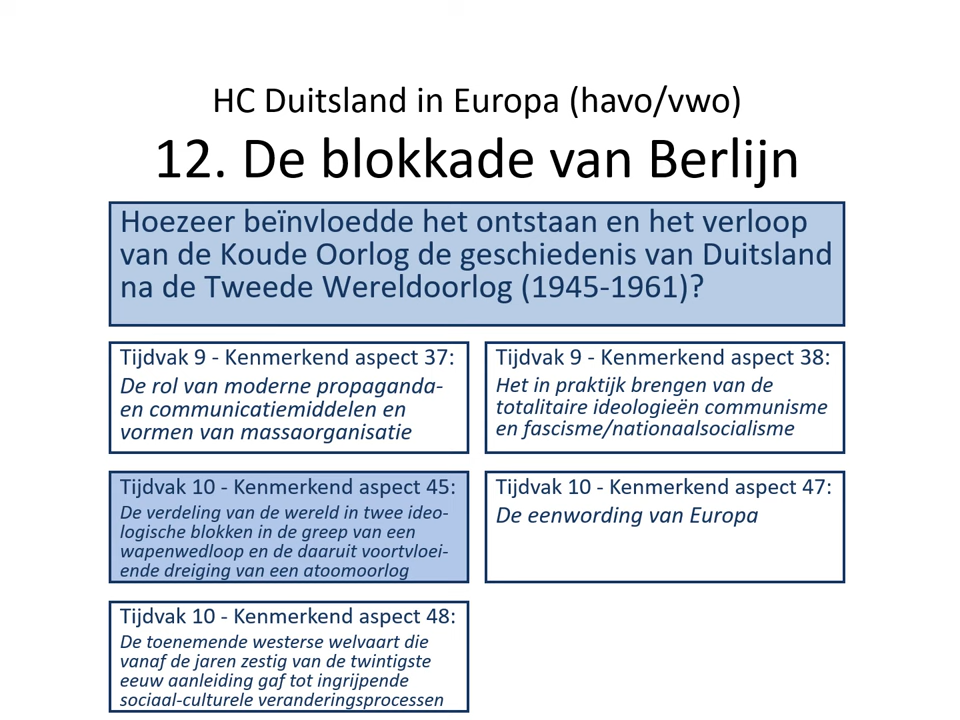 HC Duitsland in Europa (havo/vwo)
12. De blokkade van Berlijn
Hoezeer beïnvloedde het ontstaan en het verloop
van de Koude Oorlog de geschiedenis van Duitsland
na de Tweede Wereldoorlog (1945-1961)?
Tijdvak 9 - Kenmerkend aspect 37:
De rol van moderne propaganda-
en communicatiemiddelen en
vormen van massaorganisatie
Tijdvak 9 - Kenmerkend aspect 38:
Het in praktijk brengen van de
totalitaire ideologieën communisme
en fascisme/nationaalsocialisme
Tijdvak 10 - Kenmerkend aspect 45:
De verdeling van de wereld in twee ideo-
logische blokken in de greep van een
wapenwedloop en de daaruit voortvloei-
ende dreiging van een atoomoorlog
Tijdvak 10 - Kenmerkend aspect 47:
De eenwording van Europa
Tijdvak 10 - Kenmerkend aspect 48:
De toenemende westerse welvaart die
vanaf de jaren zestig van de twintigste
eeuw aanleiding gaf tot ingrijpende
sociaal-culturele veranderingsprocessen